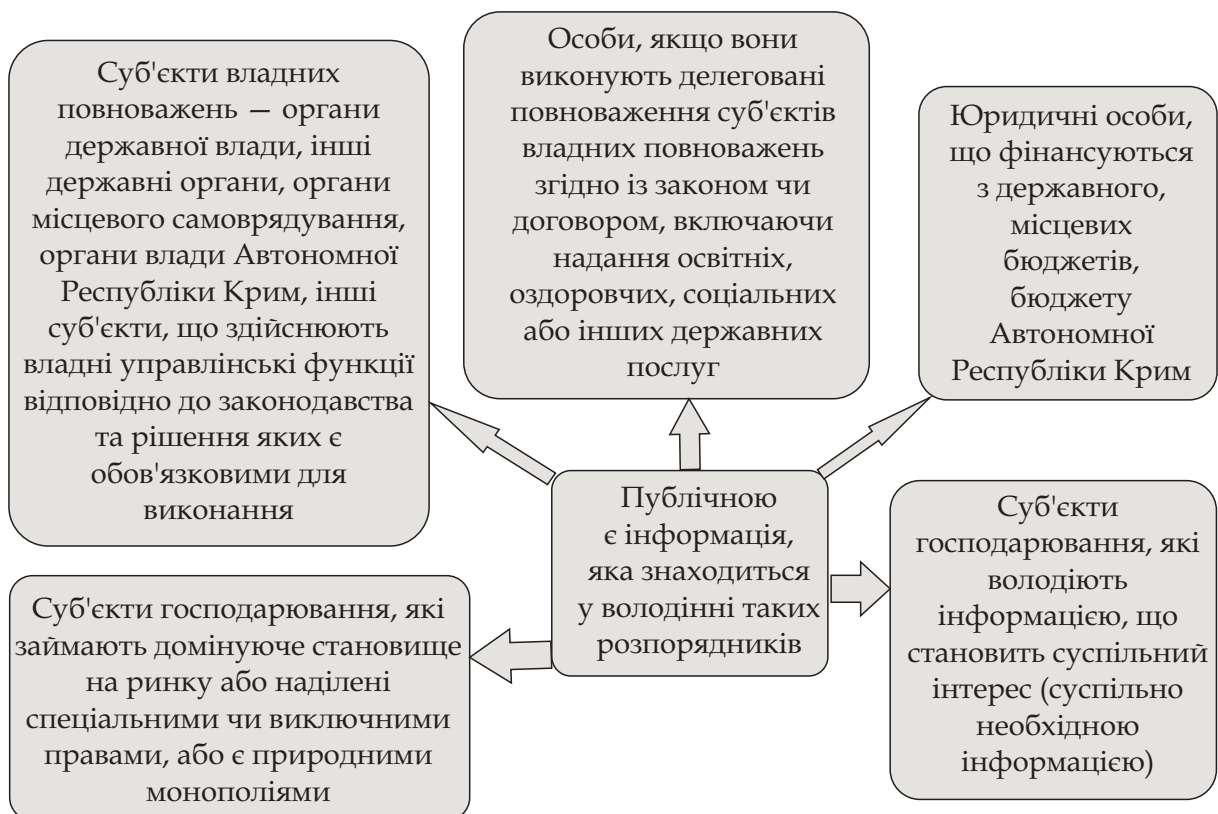 Суб'єкти владних
повноважень — органи
державної влади, інші
державні органи, органи
місцевого самоврядування,
органи влади Автономної
Республіки Крим, інші
суб'єкти, що здійснюють
владні управлінські функції
відповідно до законодавства
та рішення яких є
обов'язковими для
виконання
Особи, якщо вони
виконують делеговані
повноваження суб'єктів
владних повноважень
згідно із законом чи
договором, включаючи
надання освітніх,
оздоровчих, соціальних
або інших державних
послуг
Юридичні особи,
що фінансуються
з державного,
місцевих
бюджетів,
бюджету
Автономної
Республіки Крим
Публічною
є інформація,
яка знаходиться
у володінні таких
розпорядників
Суб'єкти
господарювання, які
володіють
інформацією, що
становить суспільний
інтерес (суспільно
необхідною
інформацією)
Суб'єкти господарювання, які
займають домінуюче становище
на ринку або наділені
спеціальними чи виключними
правами, або є природними
монополіями